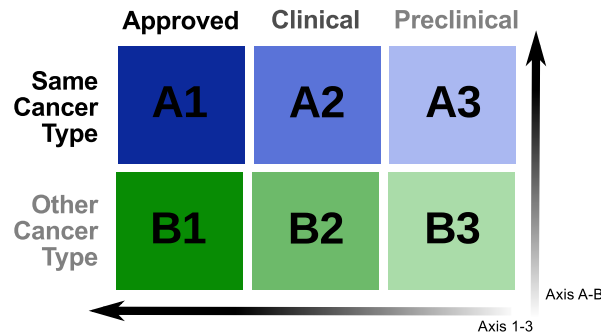 Approved Clinical Preclinical
Same
Cancer
Type
A1 A2 A3
Other
Cancer
Type
B1 B2 B3
Axis A-B
Axis 1-3